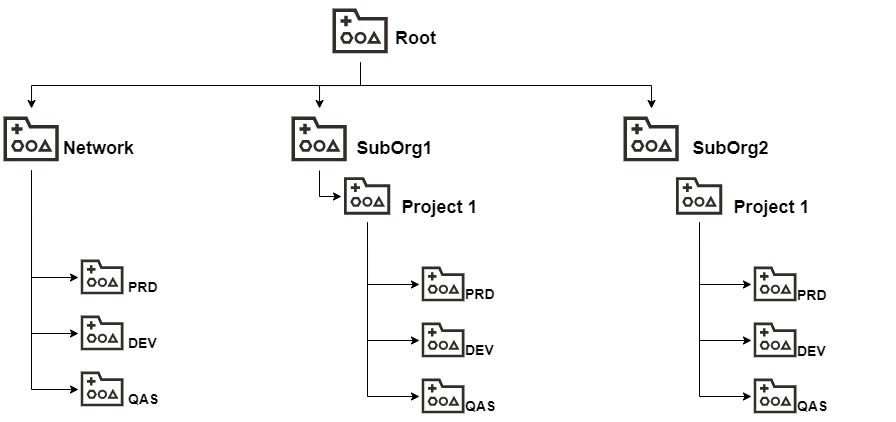 Root
Network
SubOrg1
SubOrg2
Project 1
Project 1
PRD
PRD
PRD
DEV
DEV
DEV
QAS
QAS
QAS